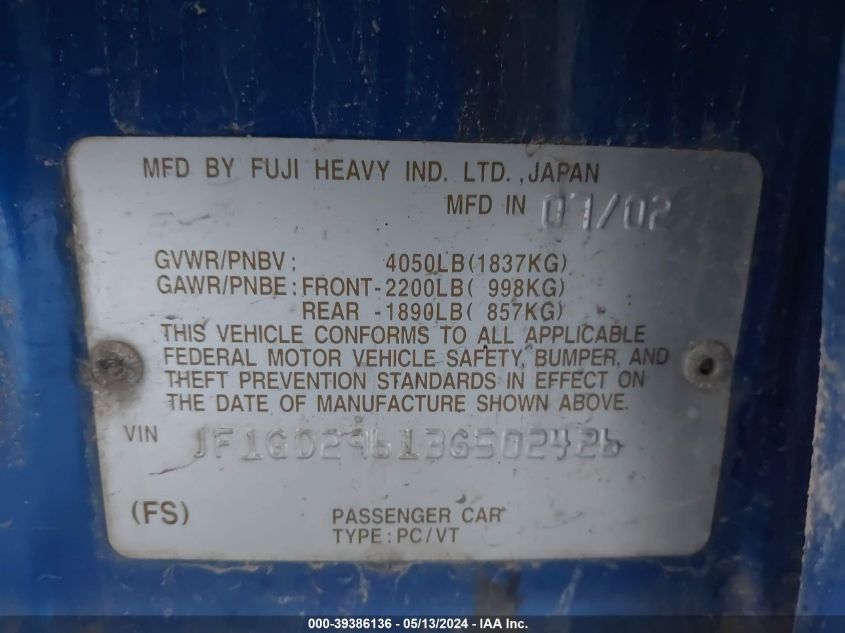 MFD BY FUJI HEAVY IND. LTD., JAPAN
MFD IN 07/02
GVWR/PNBV: 4050LB(1837KG)
GAWR/PNBE: FRONT-2200LB( 998KG)
REAR -1890LB( 857KG)
THIS VEHICLE CONFORMS TO ALL APPLICABLE
FEDERAL MOTOR VEHICLE SAFETY, BUMPER, AND
THEFT PREVENTION STANDARDS IN EFFECT ON
THE DATE OF MANUFACTURE SHOWN ABOVE.
VIN JF1GD29613G502426
(FS) PASSENGER CAR
TYPE: PC/VT
000-39386136 - 05/13/2024 - IAA Inc.